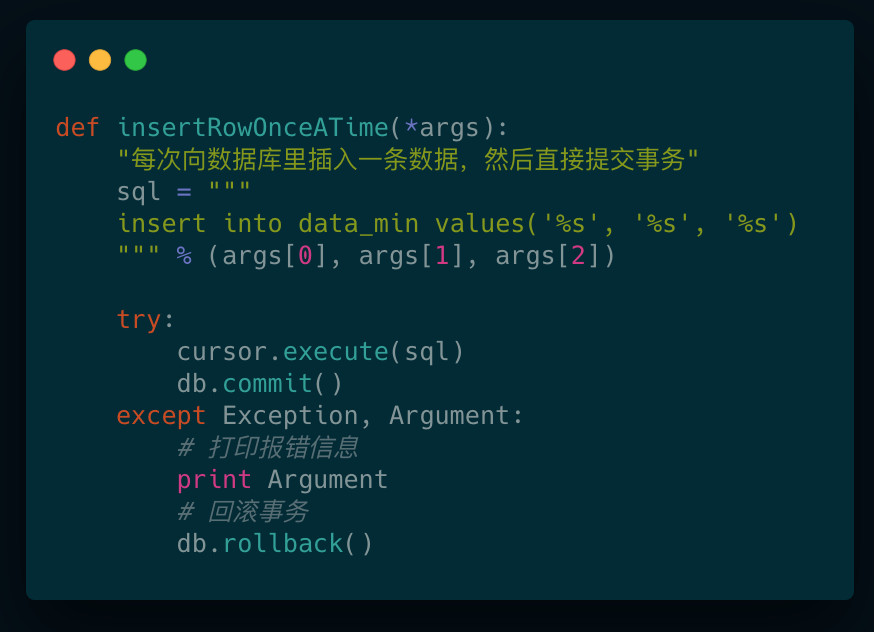 def insertRowOnceATime(*args):
    "每次向数据库里插入一条数据，然后直接提交事务"
    sql = """
    insert into data_min values('%s', '%s', '%s')
    """ % (args[0], args[1], args[2])
    try:
        cursor.execute(sql)
        db.commit()
    except Exception, Argument:
        # 打印报错信息
        print Argument
        # 回滚事务
        db.rollback()